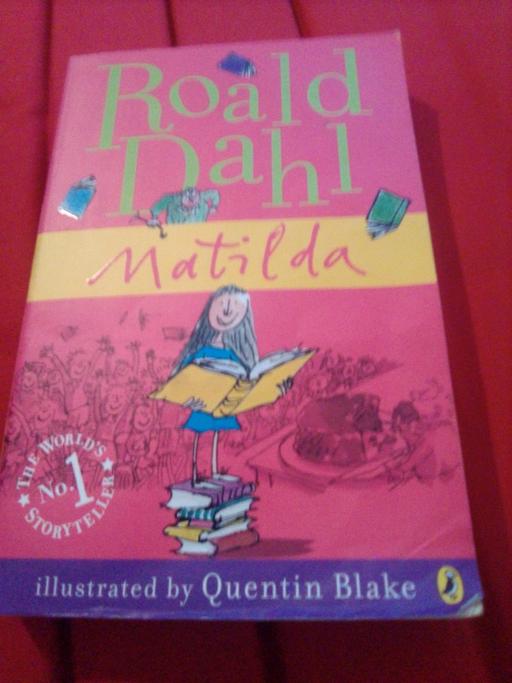 Roald
Dahl
Matilda
THE WORLD'S
No. 1
STORYTELLER
illustrated by Quentin Blake